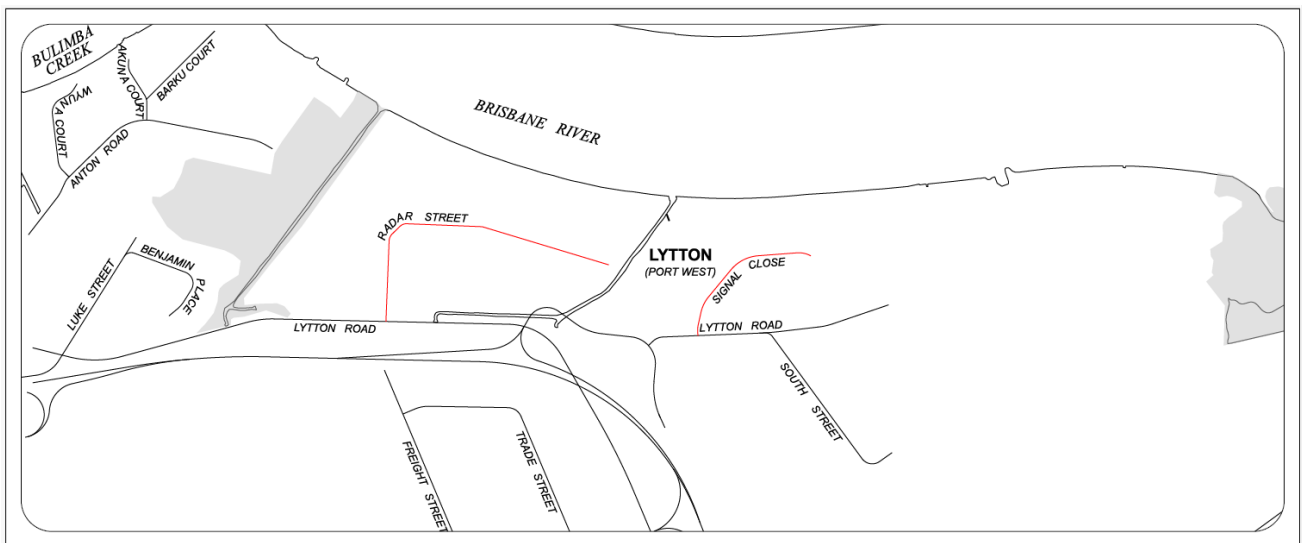 BULIMBA
CREEK
WYUNA COURT
AKUNA COURT
BARKU COURT
ANTON ROAD
BRISBANE RIVER
RADAR STREET
LYTTON
(PORT WEST)
SIGNAL CLOSE
BENJAMIN PLACE
LUKE STREET
LYTTON ROAD
LYTTON ROAD
SOUTH STREET
FREIGHT STREET
TRADE STREET